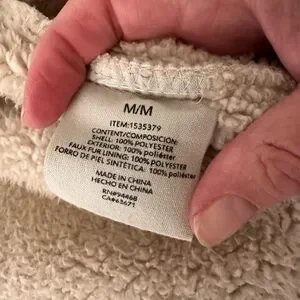 M/M
ITEM:1535379
CONTENT/COMPOSICIÓN:
SHELL: 100% POLYESTER
EXTERIOR: 100% poliéster
FAUX FUR LINING: 100% POLYESTER
FORRO DE PIEL SINTÉTICA: 100% poliéster
MADE IN CHINA
HECHO EN CHINA
RN#94468
CA#63671